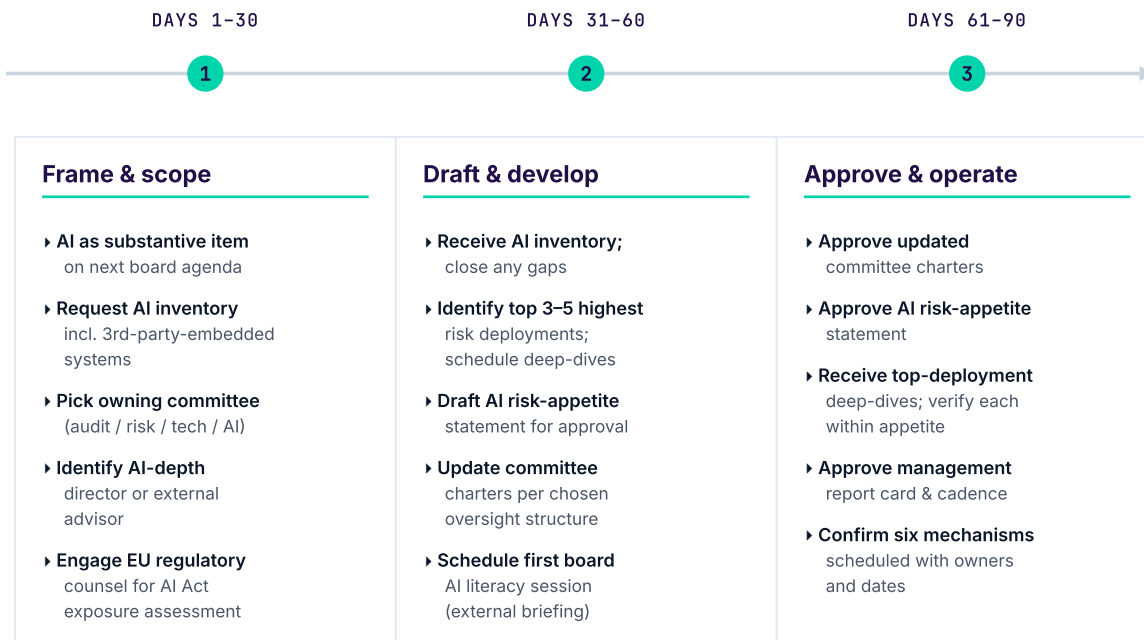 DAYS 1–30
DAYS 31–60
DAYS 61–90
1
2
3
Frame & scope
AI as substantive item
on next board agenda
Request AI inventory
incl. 3rd-party-embedded
systems
Pick owning committee
(audit / risk / tech / AI)
Identify AI-depth
director or external
advisor
Engage EU regulatory
counsel for AI Act
exposure assessment
Draft & develop
Receive AI inventory;
close any gaps
Identify top 3–5 highest
risk deployments;
schedule deep-dives
Draft AI risk-appetite
statement for approval
Update committee
charters per chosen
oversight structure
Schedule first board
AI literacy session
(external briefing)
Approve & operate
Approve updated
committee charters
Approve AI risk-appetite
statement
Receive top-deployment
deep-dives; verify each
within appetite
Approve management
report card & cadence
Confirm six mechanisms
scheduled with owners
and dates